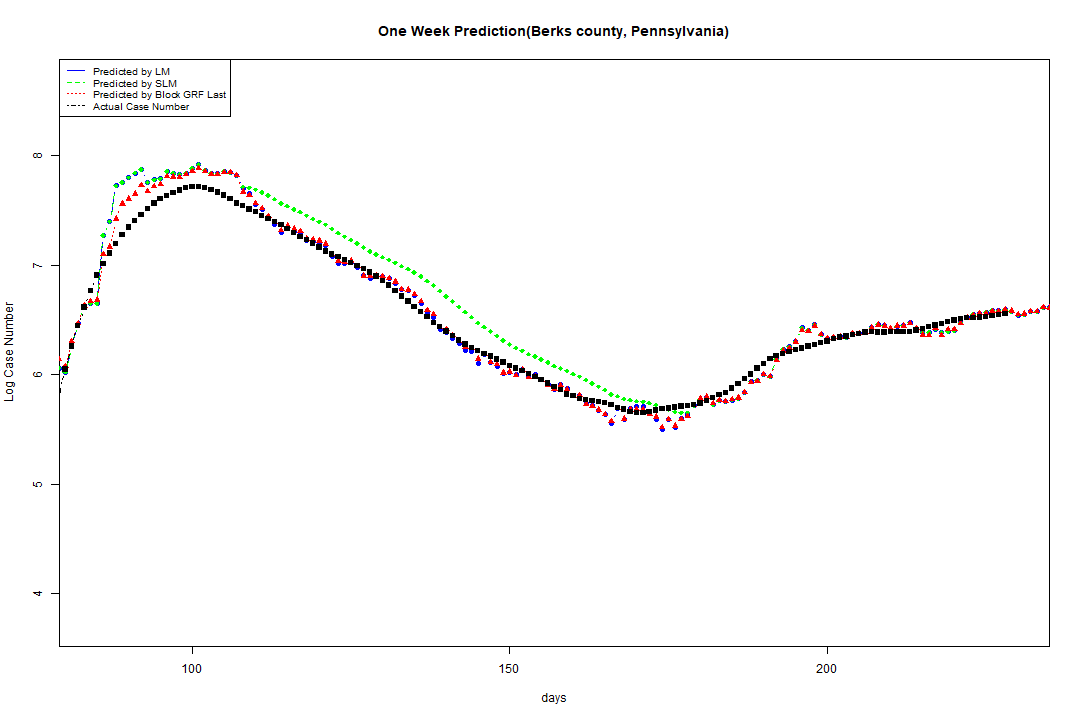 One Week Prediction(Berks county, Pennsylvania)
Predicted by LM
Predicted by SLM
Predicted by Block GRF Last
Actual Case Number
8
7
6
5
4
Log Case Number
100 150 200
days